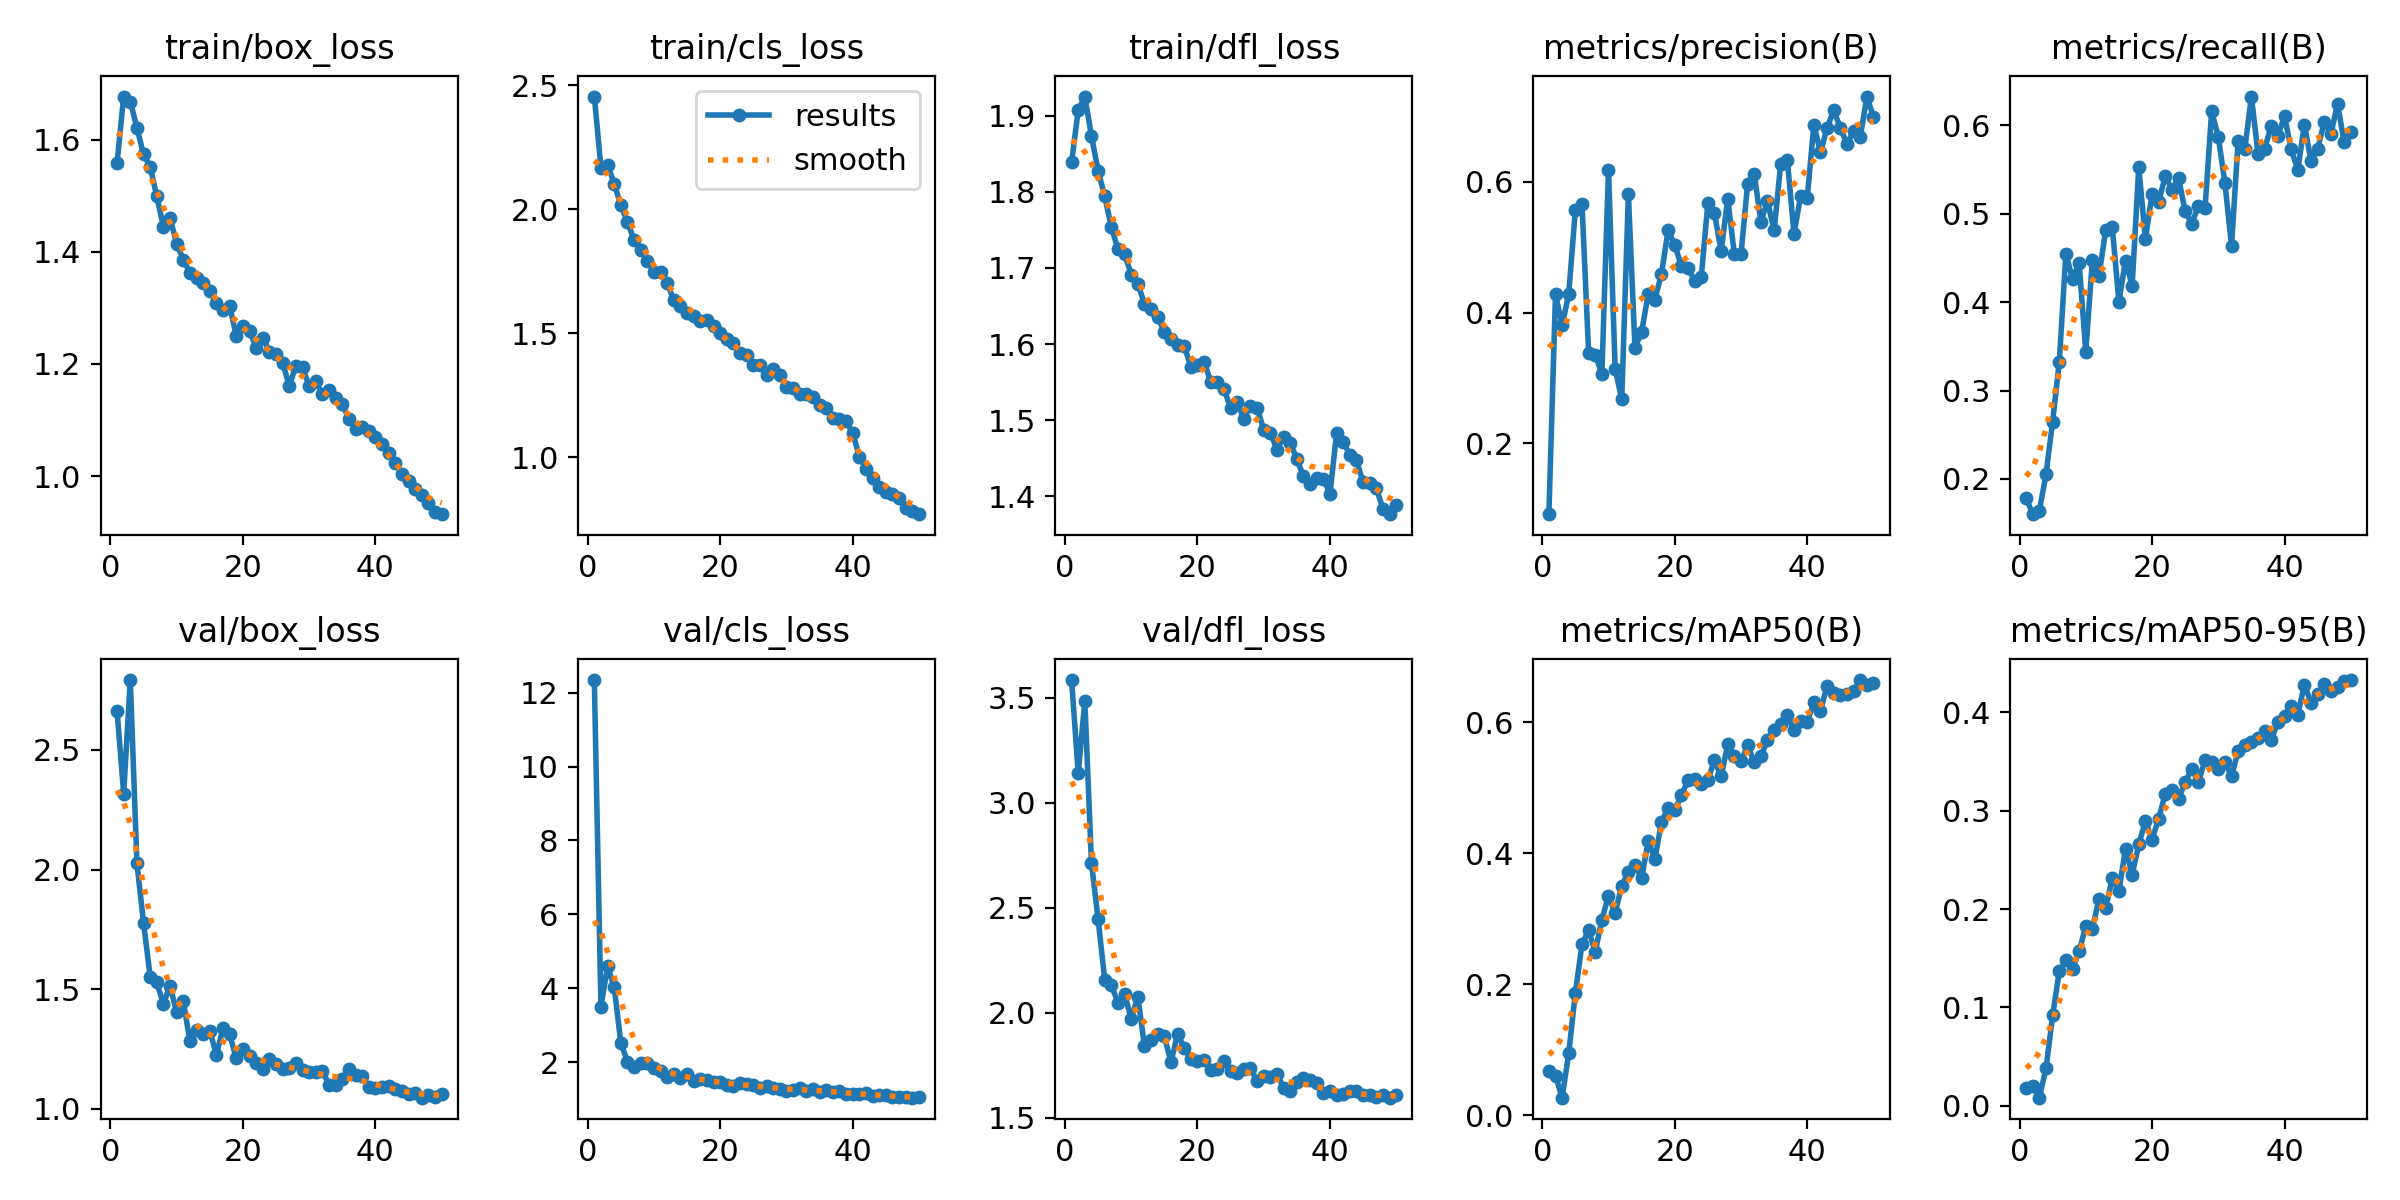 train/box_loss
1.6
1.4
1.2
1.0
0 20 40
train/cls_loss
2.5
2.0
1.5
1.0
results
smooth
0 20 40
train/dfl_loss
1.9
1.8
1.7
1.6
1.5
1.4
0 20 40
metrics/precision(B)
0.6
0.4
0.2
0 20 40
metrics/recall(B)
0.6
0.5
0.4
0.3
0.2
0 20 40
val/box_loss
2.5
2.0
1.5
1.0
0 20 40
val/cls_loss
12
10
8
6
4
2
0 20 40
val/dfl_loss
3.5
3.0
2.5
2.0
1.5
0 20 40
metrics/mAP50(B)
0.6
0.4
0.2
0.0
0 20 40
metrics/mAP50-95(B)
0.4
0.3
0.2
0.1
0.0
0 20 40